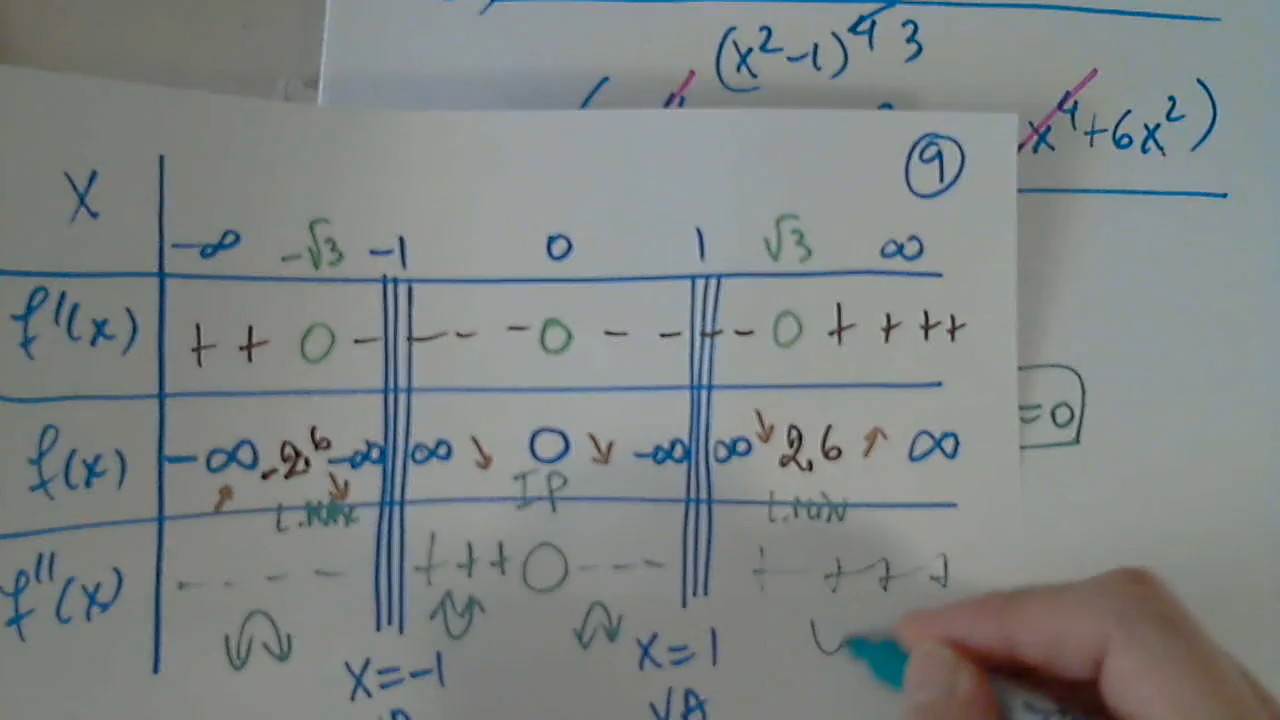 (x²-1)⁴ 3
x⁴+6x²)
9
X -∞ -√3 -1 0 1 √3 ∞
f'(x) + + 0 - - - - 0 - - - - 0 + + + +
=0
f(x) -∞ -2,6 -∞ ∞ ↘ 0 ↘ -∞ ∞ ↘ 2,6 ↗ ∞
↗ L.MAX ↘ IP L.MIN
f''(x) - - - - + + + 0 - - - + + + +
x=-1 x=1
VA